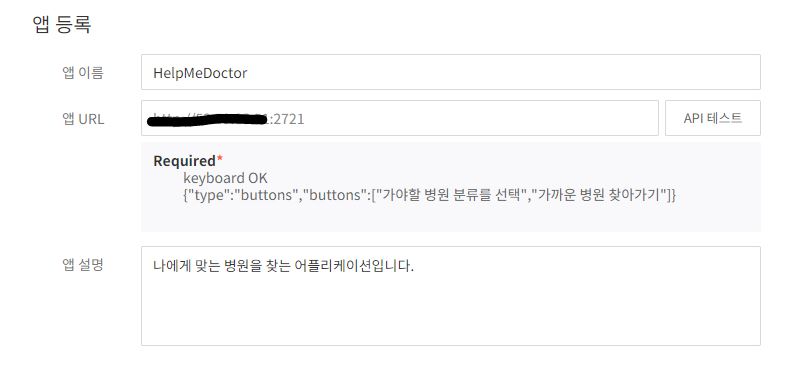 앱 등록
앱 이름
HelpMeDoctor
앱 URL
:2721
API 테스트
Required*
keyboard OK
{"type":"buttons","buttons":["가야할 병원 분류를 선택","가까운 병원 찾아가기"]}
앱 설명
나에게 맞는 병원을 찾는 어플리케이션입니다.